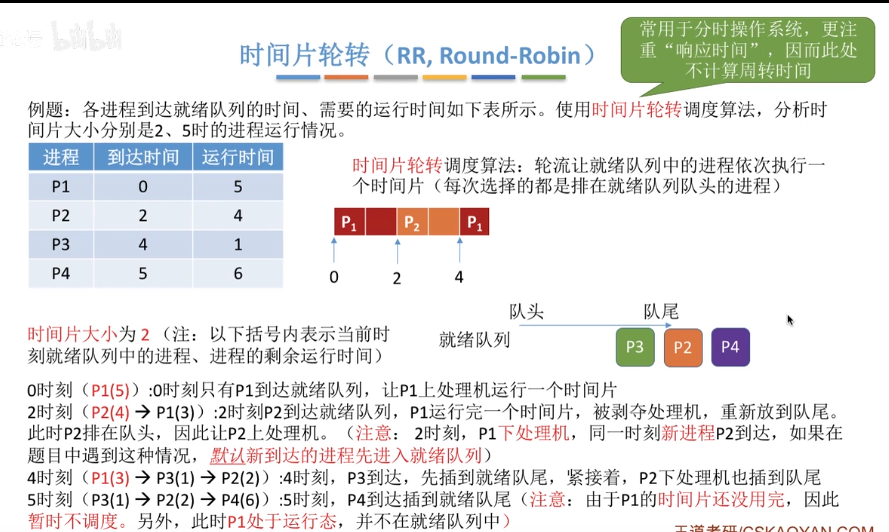 bilibili
时间片轮转（RR, Round-Robin）
常用于分时操作系统，更注
重“响应时间”，因而此处
不计算周转时间
例题：各进程到达就绪队列的时间、需要的运行时间如下表所示。使用时间片轮转调度算法，分析时
间片大小分别是2、5时的进程运行情况。
进程 到达时间 运行时间
P1 0 5
P2 2 4
P3 4 1
P4 5 6
时间片轮转调度算法：轮流让就绪队列中的进程依次执行一
个时间片（每次选择的都是排在就绪队列队头的进程）
P1 P2 P1
0 2 4
队头 队尾
就绪队列
P3 P2 P4
时间片大小为 2 （注：以下括号内表示当前时
刻就绪队列中的进程、进程的剩余运行时间）
0时刻（P1(5)）:0时刻只有P1到达就绪队列，让P1上处理机运行一个时间片
2时刻（P2(4) → P1(3)）:2时刻P2到达就绪队列，P1运行完一个时间片，被剥夺处理机，重新放到队尾。
此时P2排在队头，因此让P2上处理机。（注意： 2时刻，P1下处理机，同一时刻新进程P2到达，如果在
题目中遇到这种情况，默认新到达的进程先进入就绪队列）
4时刻（P1(3) → P3(1) → P2(2)）:4时刻，P3到达，先插到就绪队尾，紧接着，P2下处理机也插到队尾
5时刻（P3(1) → P2(2) → P4(6)）:5时刻，P4到达插到就绪队尾（注意：由于P1的时间片还没用完，因此
暂时不调度。另外，此时P1处于运行态，并不在就绪队列中）
王道考研/CSKAOYAN.COM